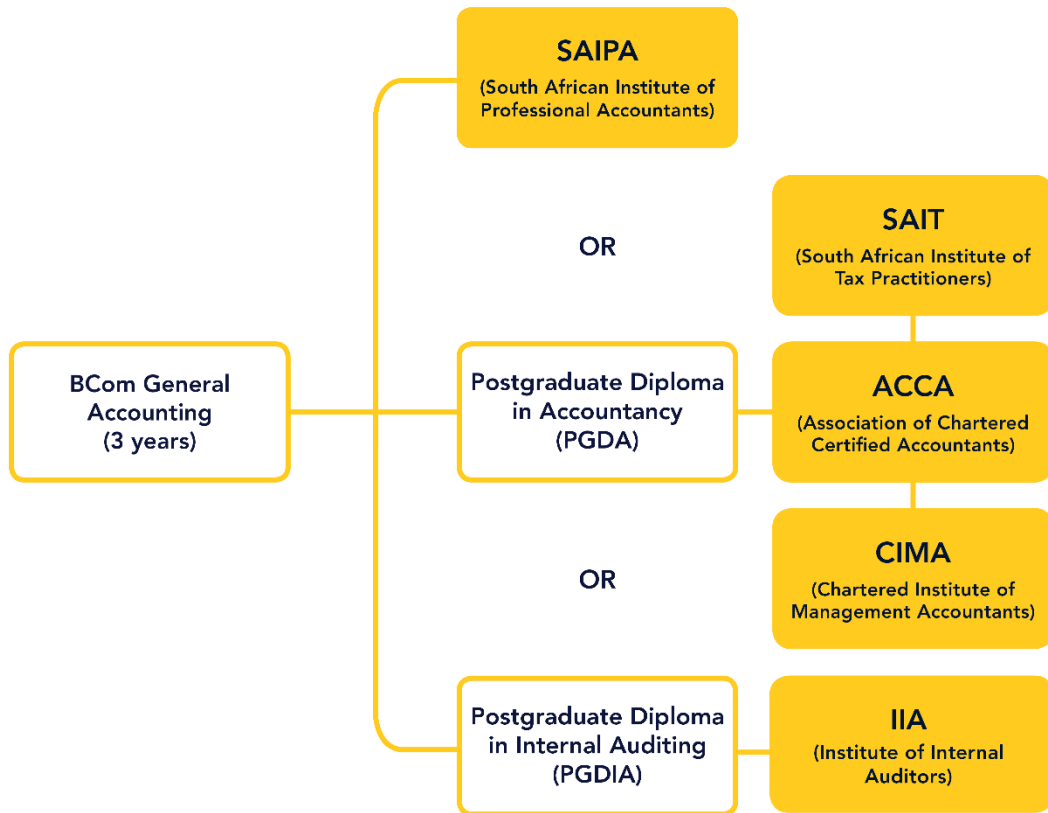 SAIPA
(South African Institute of
Professional Accountants)
OR
SAIT
(South African Institute of
Tax Practitioners)
BCom General
Accounting
(3 years)
Postgraduate Diploma
in Accountancy
(PGDA)
ACCA
(Association of Chartered
Certified Accountants)
OR
CIMA
(Chartered Institute of
Management Accountants)
Postgraduate Diploma
in Internal Auditing
(PGDIA)
IIA
(Institute of Internal
Auditors)